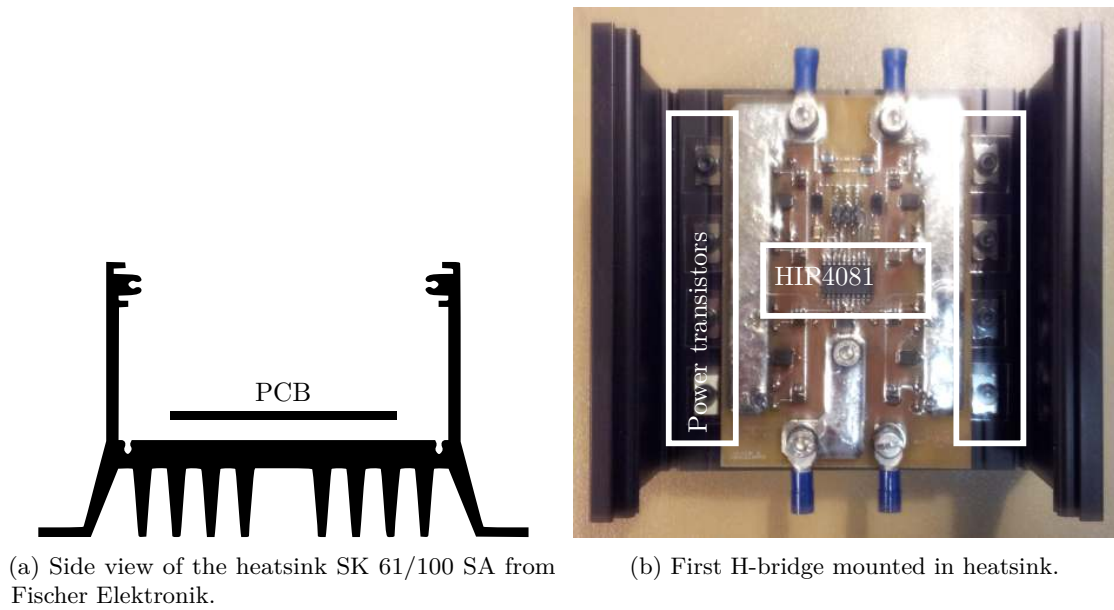 PCB
Power transistors
HIP4081
(a) Side view of the heatsink SK 61/100 SA from
Fischer Elektronik.
(b) First H-bridge mounted in heatsink.